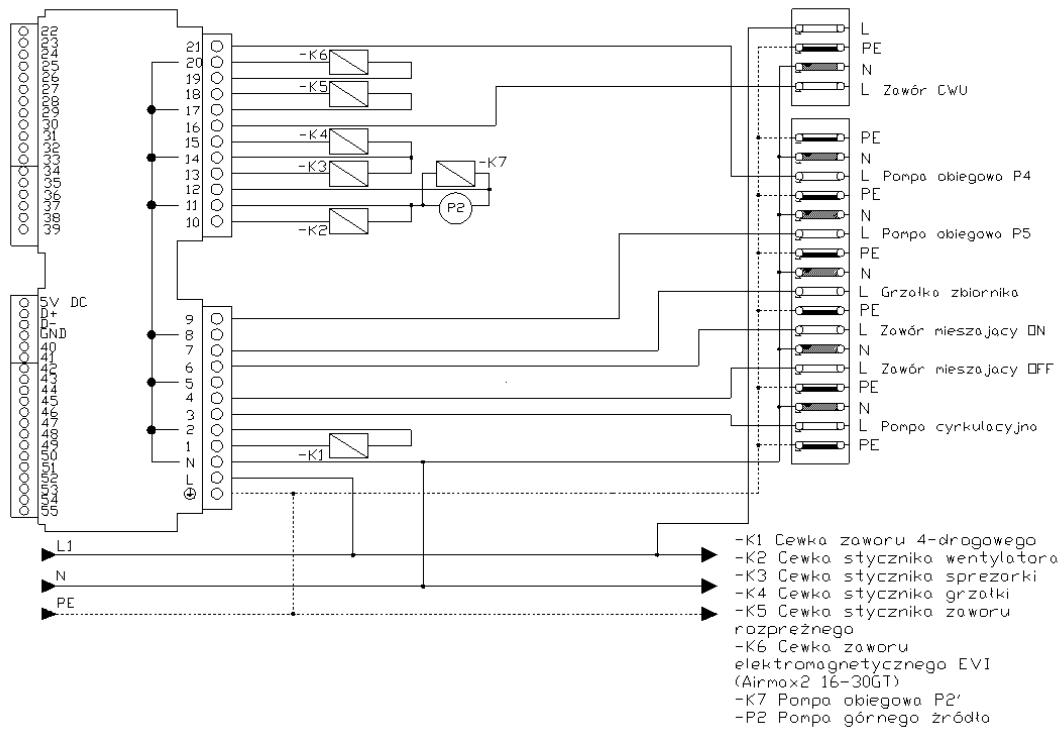 22
23
24
25
26
27
28
29
30
31
32
33
34
35
36
37
38
39
5V DC
D+
D-
GND
40
41
42
43
44
45
46
47
48
49
50
51
52
53
54
55
21
20
19
18
17
16
15
14
13
12
11
10
9
8
7
6
5
4
3
2
1
N
L
-K6
-K5
-K4
-K3
-K7
P2
-K2
-K1
L
PE
N
L Zawór CWU
PE
N
L Pompa obiegowa P4
PE
N
L Pompa obiegowa P5
PE
N
L Grzałka zbiornika
PE
L Zawór mieszajacy ON
N
L Zawór mieszajacy OFF
PE
N
L Pompa cyrkulacyjna
PE
L1
N
PE
-K1 Cewka zaworu 4-drogowego
-K2 Cewka stycznika wentylatora
-K3 Cewka stycznika sprezarki
-K4 Cewka stycznika grzałki
-K5 Cewka stycznika zaworu
rozprežnego
-K6 Cewka zaworu
elektromagnetycznego EVI
(Airmax2 16-30GT)
-K7 Pompa obiegowa P2'
-P2 Pompa górnego źródła